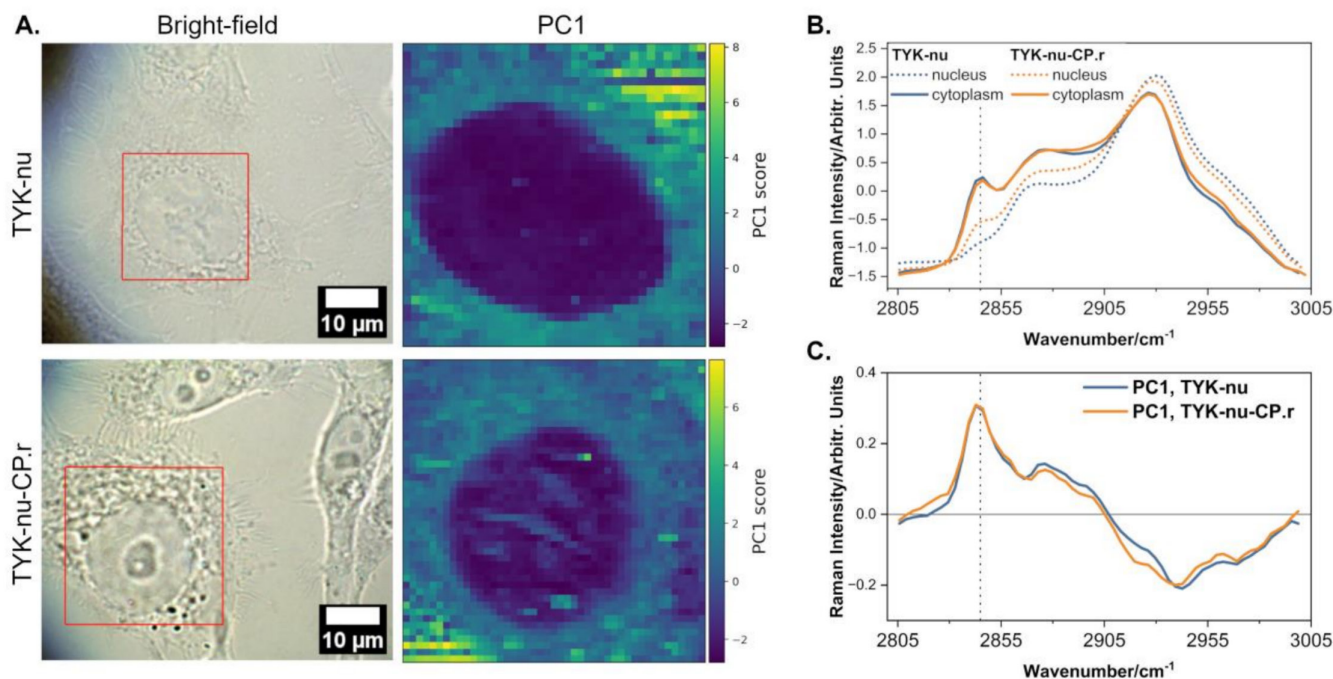 A.
Bright-field
PC1
TYK-nu
10 µm
8
6
4
2
0
−2
PC1 score
TYK-nu-CP.r
10 µm
6
4
2
0
−2
PC1 score
B.
Raman Intensity/Arbitr. Units
2.5
2.0
1.5
1.0
0.5
0.0
−0.5
−1.0
−1.5
TYK-nu TYK-nu-CP.r
nucleus nucleus
cytoplasm cytoplasm
2805 2855 2905 2955 3005
Wavenumber/cm-1
C.
Raman Intensity/Arbitr. Units
0.4
0.2
0.0
−0.2
PC1, TYK-nu
PC1, TYK-nu-CP.r
2805 2855 2905 2955 3005
Wavenumber/cm-1